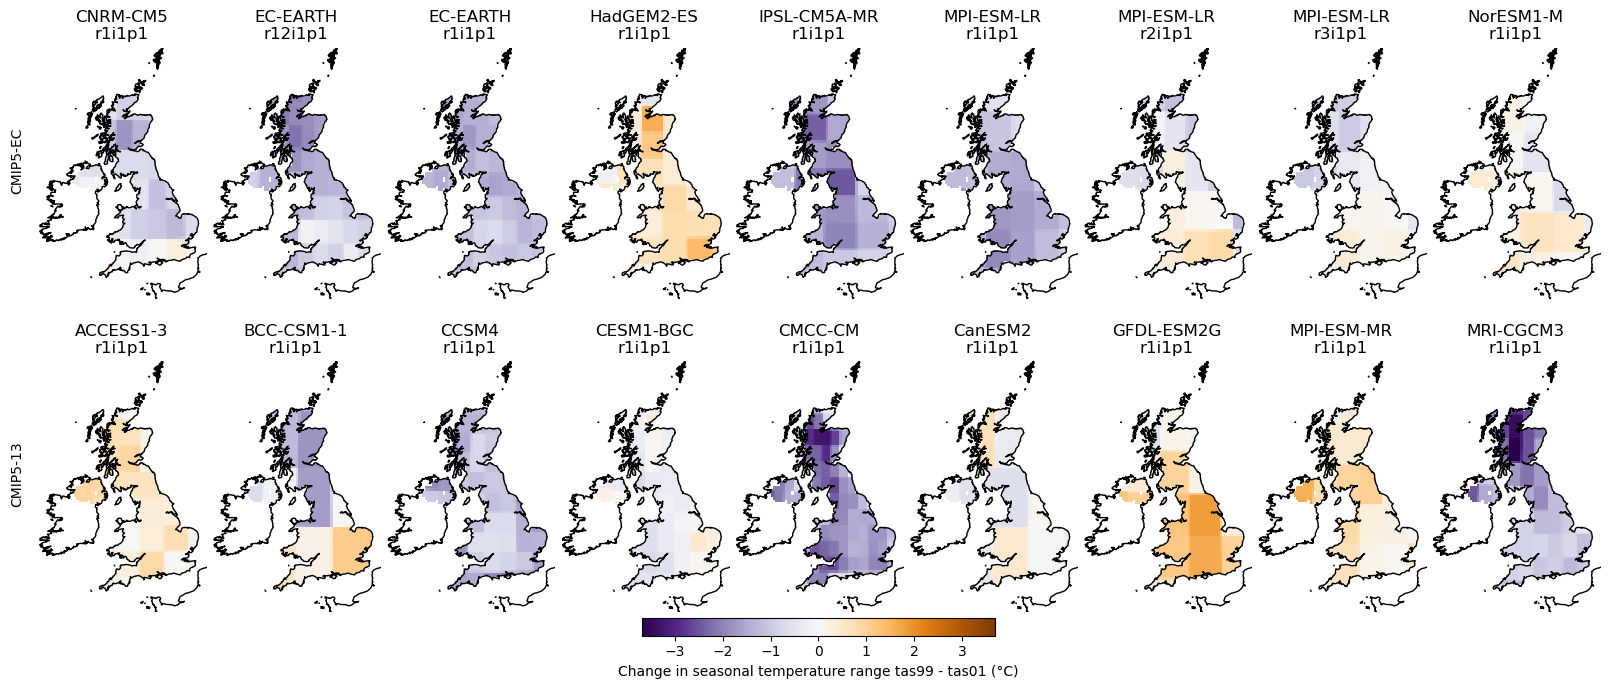 CNRM-CM5
r1i1p1
EC-EARTH
r12i1p1
EC-EARTH
r1i1p1
HadGEM2-ES
r1i1p1
IPSL-CM5A-MR
r1i1p1
MPI-ESM-LR
r1i1p1
MPI-ESM-LR
r2i1p1
MPI-ESM-LR
r3i1p1
NorESM1-M
r1i1p1
CMIP5-EC
ACCESS1-3
r1i1p1
BCC-CSM1-1
r1i1p1
CCSM4
r1i1p1
CESM1-BGC
r1i1p1
CMCC-CM
r1i1p1
CanESM2
r1i1p1
GFDL-ESM2G
r1i1p1
MPI-ESM-MR
r1i1p1
MRI-CGCM3
r1i1p1
CMIP5-13
−3 −2 −1 0 1 2 3
Change in seasonal temperature range tas99 - tas01 (°C)